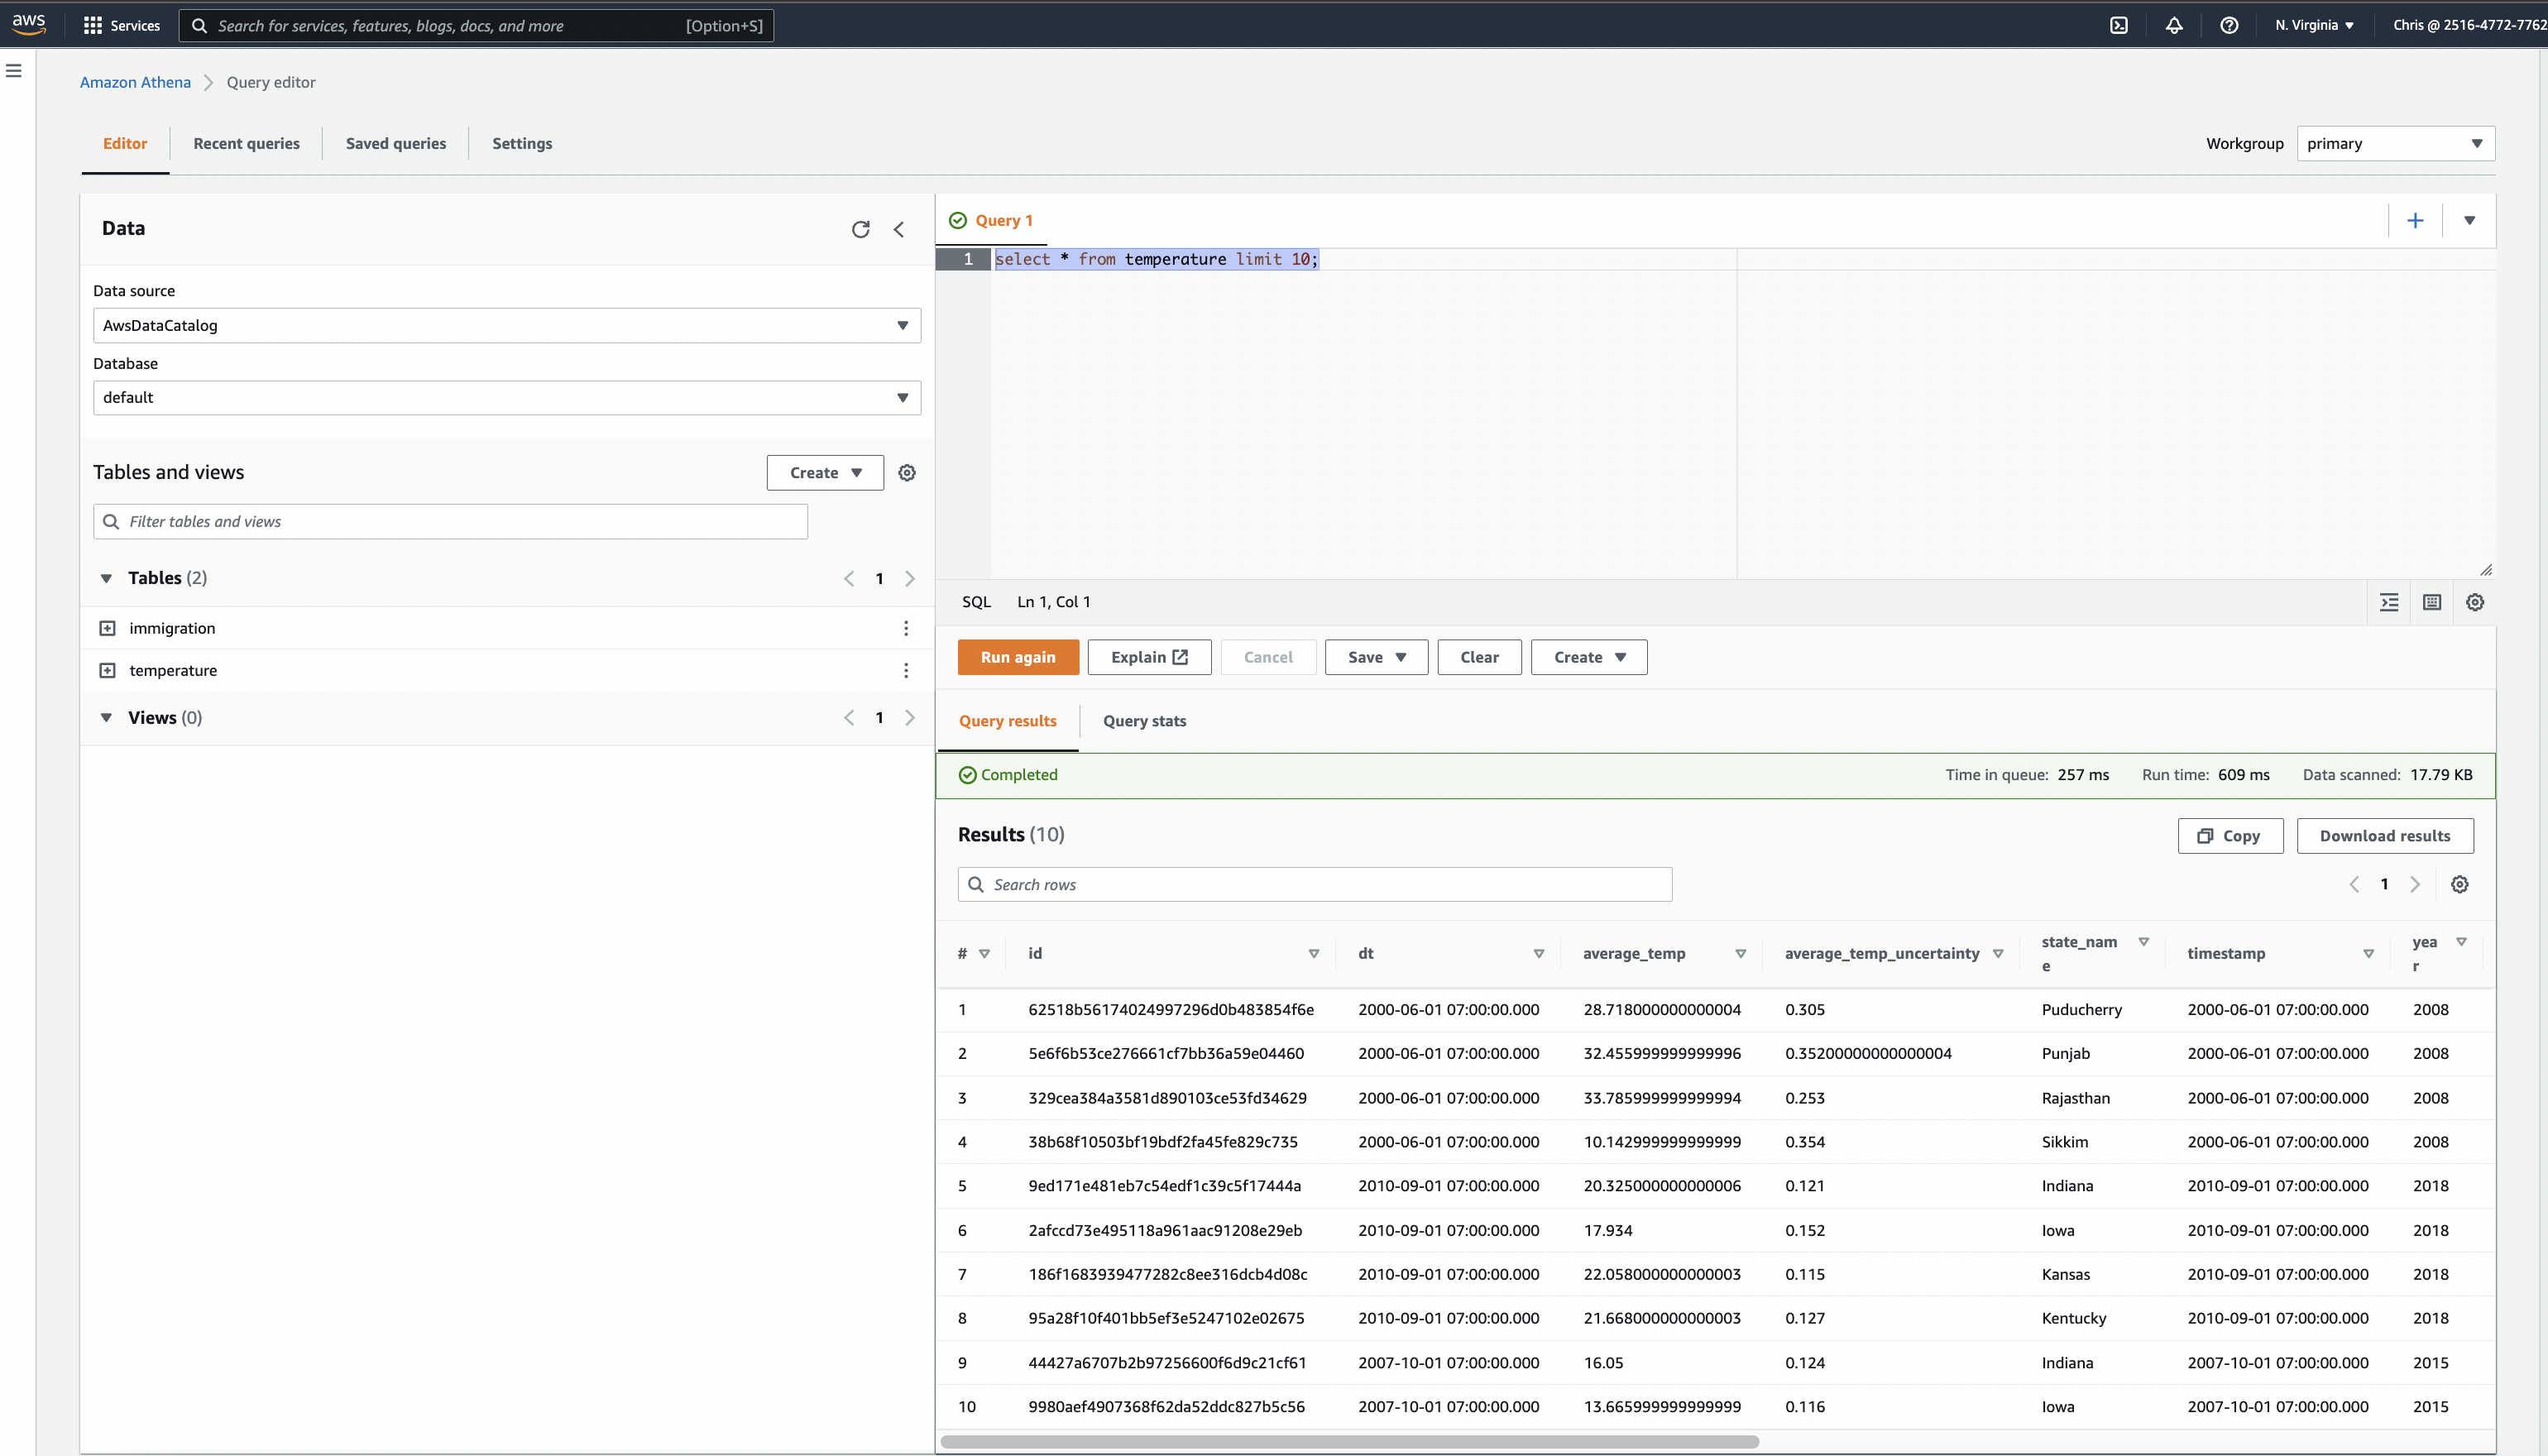 aws
Services
Search for services, features, blogs, docs, and more [Option+S]
N. Virginia
Chris @ 2516-4772-7762
Amazon Athena
Query editor
Editor
Recent queries
Saved queries
Settings
Workgroup
primary
Data
Data source
AwsDataCatalog
Database
default
Tables and views
Create
Filter tables and views
Tables (2)
1
immigration
temperature
Views (0)
1
Query 1
1 select * from temperature limit 10;
SQL Ln 1, Col 1
Run again
Explain
Cancel
Save
Clear
Create
Query results
Query stats
Completed
Time in queue: 257 ms Run time: 609 ms Data scanned: 17.79 KB
Results (10)
Copy
Download results
Search rows
1
# id dt average_temp average_temp_uncertainty state_nam
e timestamp yea
r
1 62518b56174024997296d0b483854f6e 2000-06-01 07:00:00.000 28.718000000000004 0.305 Puducherry 2000-06-01 07:00:00.000 2008
2 5e6f6b53ce276661cf7bb36a59e04460 2000-06-01 07:00:00.000 32.455999999999996 0.35200000000000004 Punjab 2000-06-01 07:00:00.000 2008
3 329cea384a3581d890103ce53fd34629 2000-06-01 07:00:00.000 33.785999999999994 0.253 Rajasthan 2000-06-01 07:00:00.000 2008
4 38b68f10503bf19bdf2fa45fe829c735 2000-06-01 07:00:00.000 10.142999999999999 0.354 Sikkim 2000-06-01 07:00:00.000 2008
5 9ed171e481eb7c54edf1c39c5f17444a 2010-09-01 07:00:00.000 20.325000000000006 0.121 Indiana 2010-09-01 07:00:00.000 2018
6 2afccd73e495118a961aac91208e29eb 2010-09-01 07:00:00.000 17.934 0.152 Iowa 2010-09-01 07:00:00.000 2018
7 186f1683939477282c8ee316dcb4d08c 2010-09-01 07:00:00.000 22.058000000000003 0.115 Kansas 2010-09-01 07:00:00.000 2018
8 95a28f10f401bb5ef3e5247102e02675 2010-09-01 07:00:00.000 21.668000000000003 0.127 Kentucky 2010-09-01 07:00:00.000 2018
9 44427a6707b2b97256600f6d9c21cf61 2007-10-01 07:00:00.000 16.05 0.124 Indiana 2007-10-01 07:00:00.000 2015
10 9980aef4907368f62da52ddc827b5c56 2007-10-01 07:00:00.000 13.665999999999999 0.116 Iowa 2007-10-01 07:00:00.000 2015